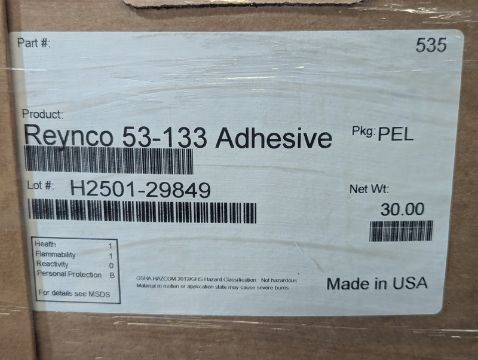 Part #: 535
Product:
Reynco 53-133 Adhesive Pkg: PEL
Lot #: H2501-29849 Net Wt:
30.00
Health 1
Flammability 1
Reactivity 0
Personal Protection B
For details see MSDS
OSHA HAZCOM 2012/GHS Hazard Classification: Not hazardous
Material in molten or application state may cause severe burns.
Made in USA